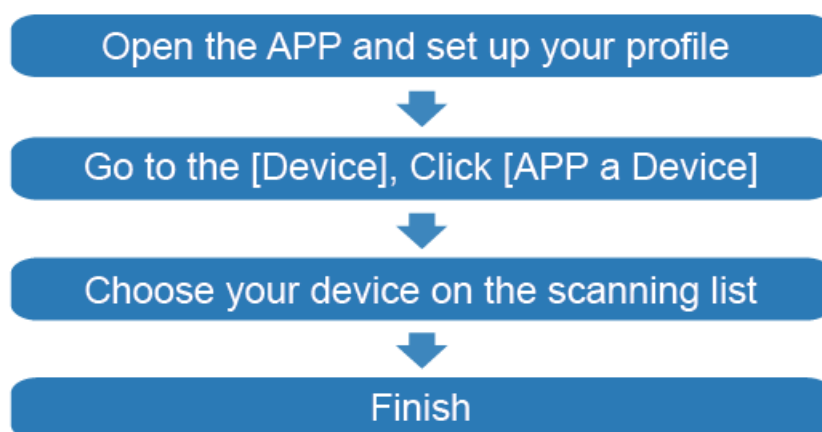 Open the APP and set up your profile
Go to the [Device], Click [APP a Device]
Choose your device on the scanning list
Finish